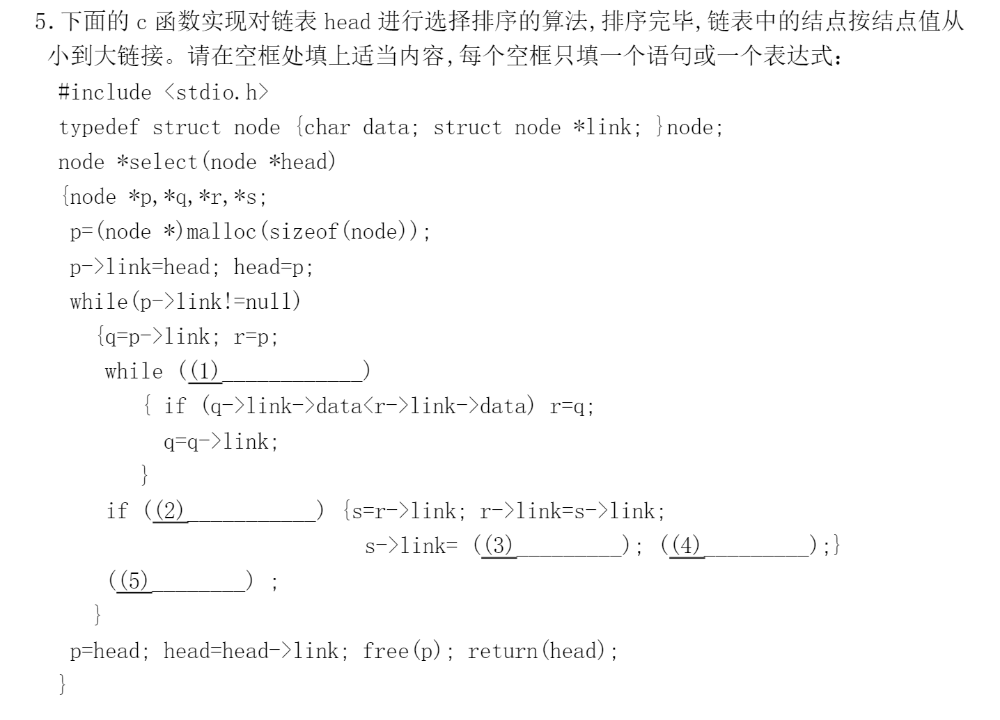 5.下面的 c 函数实现对链表 head 进行选择排序的算法,排序完毕,链表中的结点按结点值从
小到大链接。请在空框处填上适当内容,每个空框只填一个语句或一个表达式:
#include <stdio.h>
typedef struct node {char data; struct node *link; }node;
node *select(node *head)
{node *p,*q,*r,*s;
p=(node *)malloc(sizeof(node));
p->link=head; head=p;
while(p->link!=null)
{q=p->link; r=p;
while ((1)____________)
{ if (q->link->data<r->link->data) r=q;
q=q->link;
}
if ((2)___________) {s=r->link; r->link=s->link;
s->link= ((3)_________); ((4)_________);}
((5)________) ;
}
p=head; head=head->link; free(p); return(head);
}